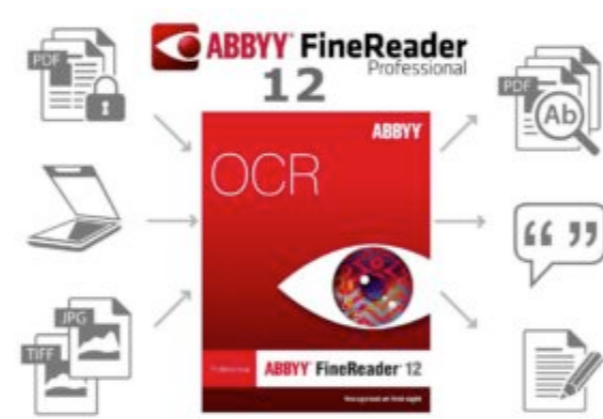 ABBYY FineReader
Professional
12
PDF
ABBYY
OCR
PDF
Ab
“ ”
JPG
TIFF
ABBYY FineReader 12